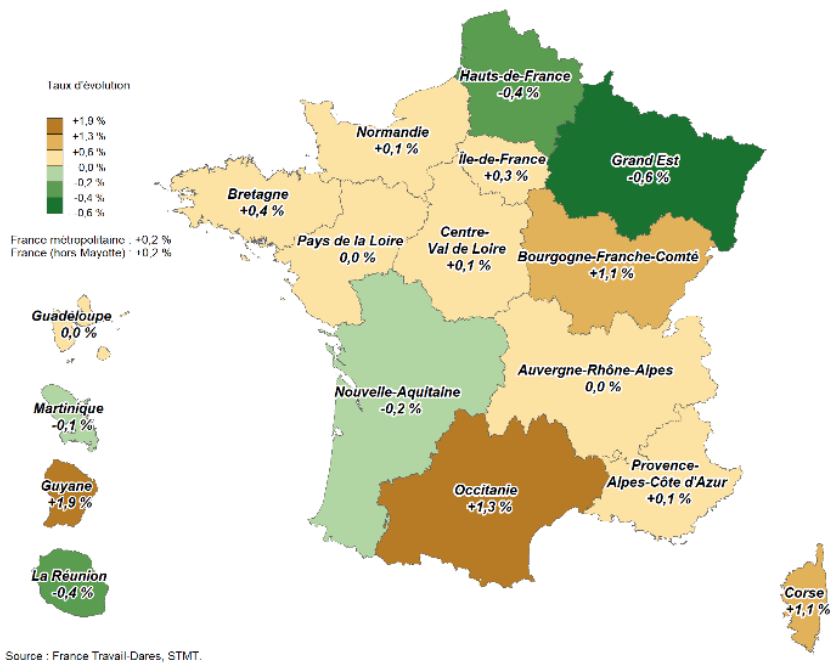 Taux d'évolution
+1,9 %
+1,3 %
+0,6 %
0,0 %
-0,2 %
-0,4 %
-0,6 %
France métropolitaine : +0,2 %
France (hors Mayotte) : +0,2 %
Hauts-de-France
-0,4 %
Normandie
+0,1 %
Île-de-France
+0,3 %
Grand Est
-0,6 %
Bretagne
+0,4 %
Pays de la Loire
0,0 %
Centre-
Val de Loire
+0,1 %
Bourgogne-Franche-Comté
+1,1 %
Guadeloupe
0,0 %
Martinique
-0,1 %
Guyane
+1,9 %
La Réunion
-0,4 %
Nouvelle-Aquitaine
-0,2 %
Auvergne-Rhône-Alpes
0,0 %
Occitanie
+1,3 %
Provence-
Alpes-Côte d'Azur
+0,1 %
Corse
+1,1 %
Source : France Travail-Dares, STMT.